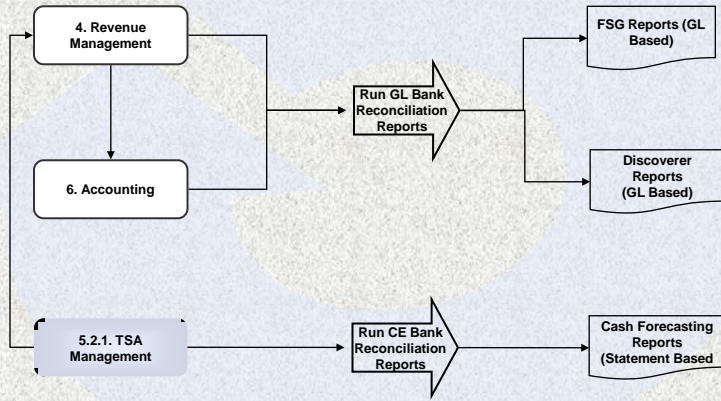 4. Revenue
Management
FSG Reports (GL
Based)
Run GL Bank
Reconciliation
Reports
6. Accounting
Discoverer
Reports
(GL Based)
5.2.1. TSA
Management
Run CE Bank
Reconciliation
Reports
Cash Forecasting
Reports
(Statement Based